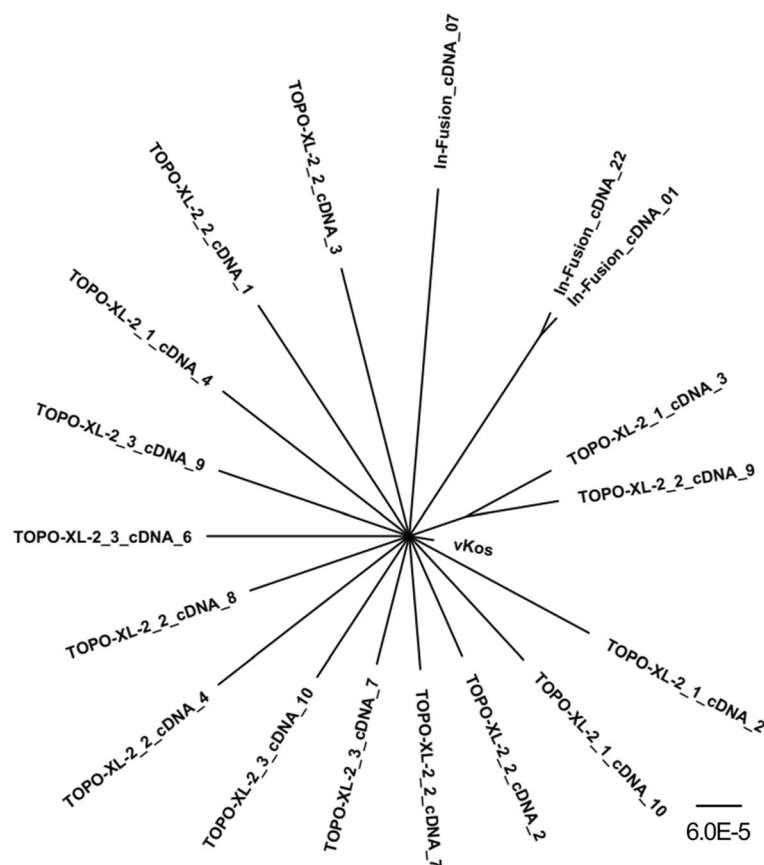 In-Fusion_cDNA_07
TOPO-XL-2_2_cDNA_3
TOPO-XL-2_2_cDNA_1
In-Fusion_cDNA_22
In-Fusion_cDNA_01
TOPO-XL-2_1_cDNA_4
TOPO-XL-2_1_cDNA_3
TOPO-XL-2_3_cDNA_9
TOPO-XL-2_2_cDNA_9
TOPO-XL-2_3_cDNA_6
vKos
TOPO-XL-2_2_cDNA_8
TOPO-XL-2_1_cDNA_2
TOPO-XL-2_2_cDNA_4
TOPO-XL-2_3_cDNA_10
TOPO-XL-2_3_cDNA_7
TOPO-XL-2_2_cDNA_7
TOPO-XL-2_2_cDNA_2
TOPO-XL-2_1_cDNA_10
6.0E-5